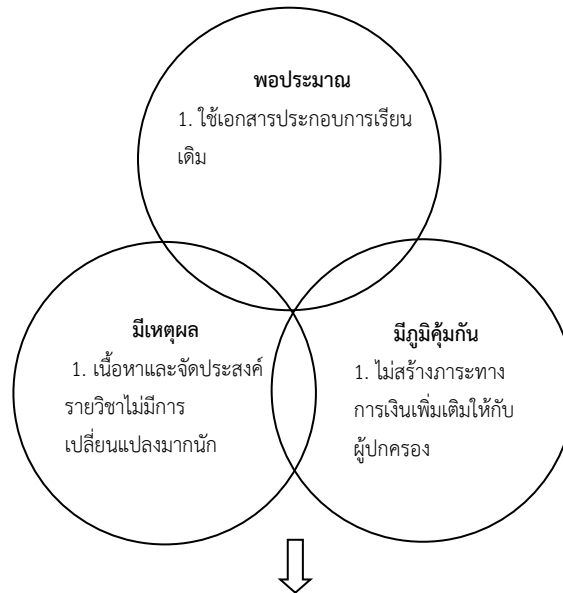 พอประมาณ
1. ใช้เอกสารประกอบการเรียน
เดิม
มีเหตุผล
1. เนื้อหาและจัดประสงค์
รายวิชาไม่มีการ
เปลี่ยนแปลงมากนัก
มีภูมิคุ้มกัน
1. ไม่สร้างภาระทาง
การเงินเพิ่มเติมให้กับ
ผู้ปกครอง